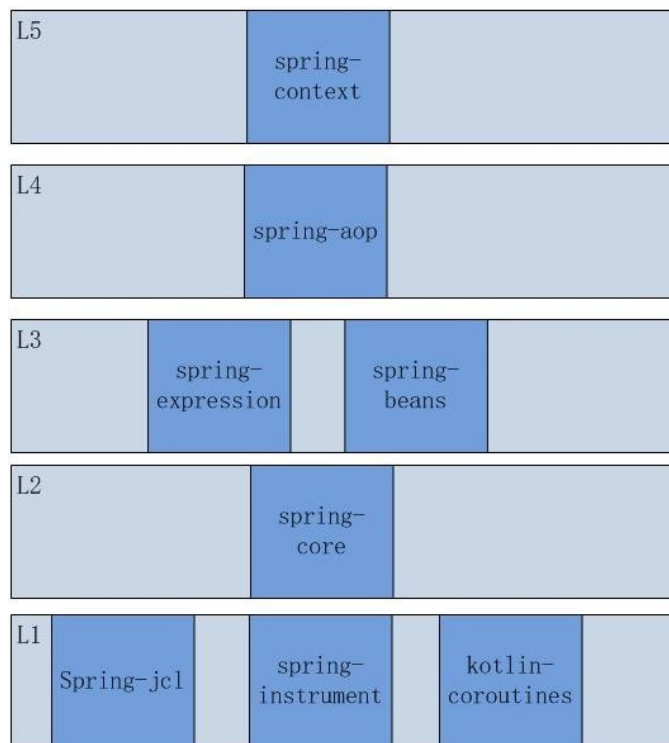 L5
spring-
context
L4
spring-aop
L3
spring-
expression
spring-
beans
L2
spring-
core
L1
Spring-jcl
spring-
instrument
kotlin-
coroutines